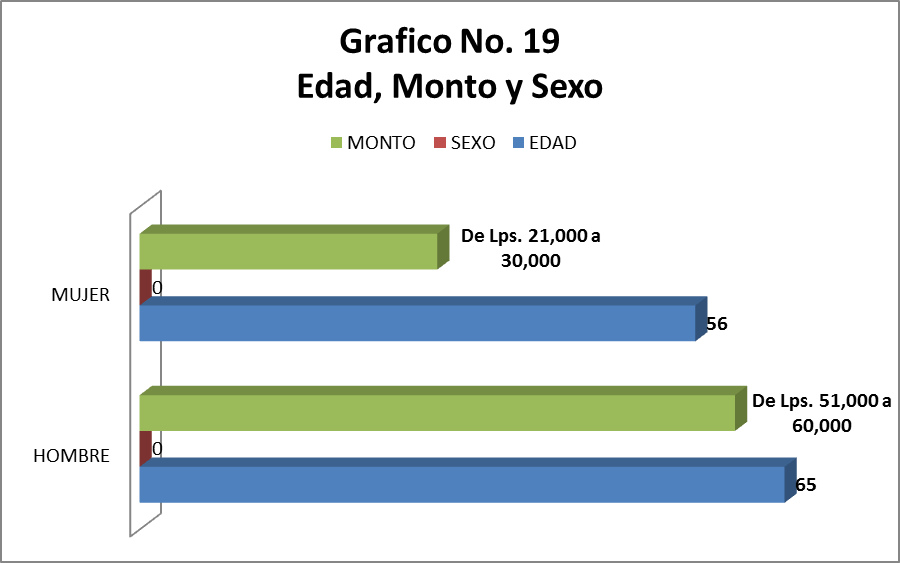 Grafico No. 19
Edad, Monto y Sexo
MONTO SEXO EDAD
De Lps. 21,000 a
30,000
0
MUJER
56
De Lps. 51,000 a
60,000
0
HOMBRE
65